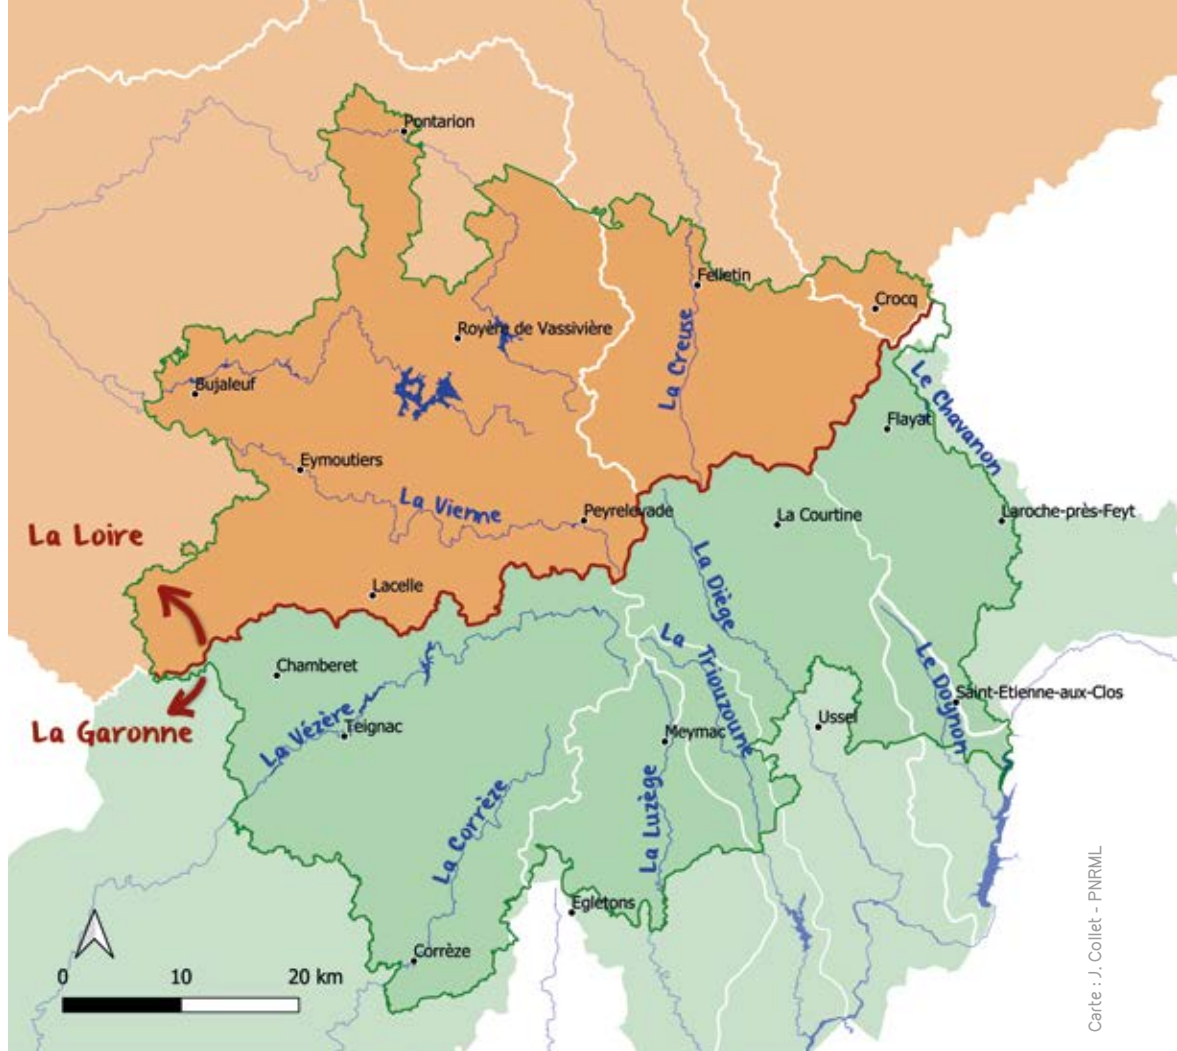 Pontarion
Felletin
Crocq
Royère de Vassivière
La Creuse
Le Chavanon
Bujaleuf
Flayat
Eymoutiers
La Vienne
Peyrelevade
La Courtine
Laroche-près-Feyt
La Loire
La Diège
Lacelle
La Triouzoune
Chamberet
Le Dognon
Saint-Etienne-aux-Clos
La Garonne
La Vézère
Teignac
Meymac
Ussel
La Corrèze
La Luzège
Egletons
Corrèze
0 10 20 km
Carte : J. Collet - PNRML